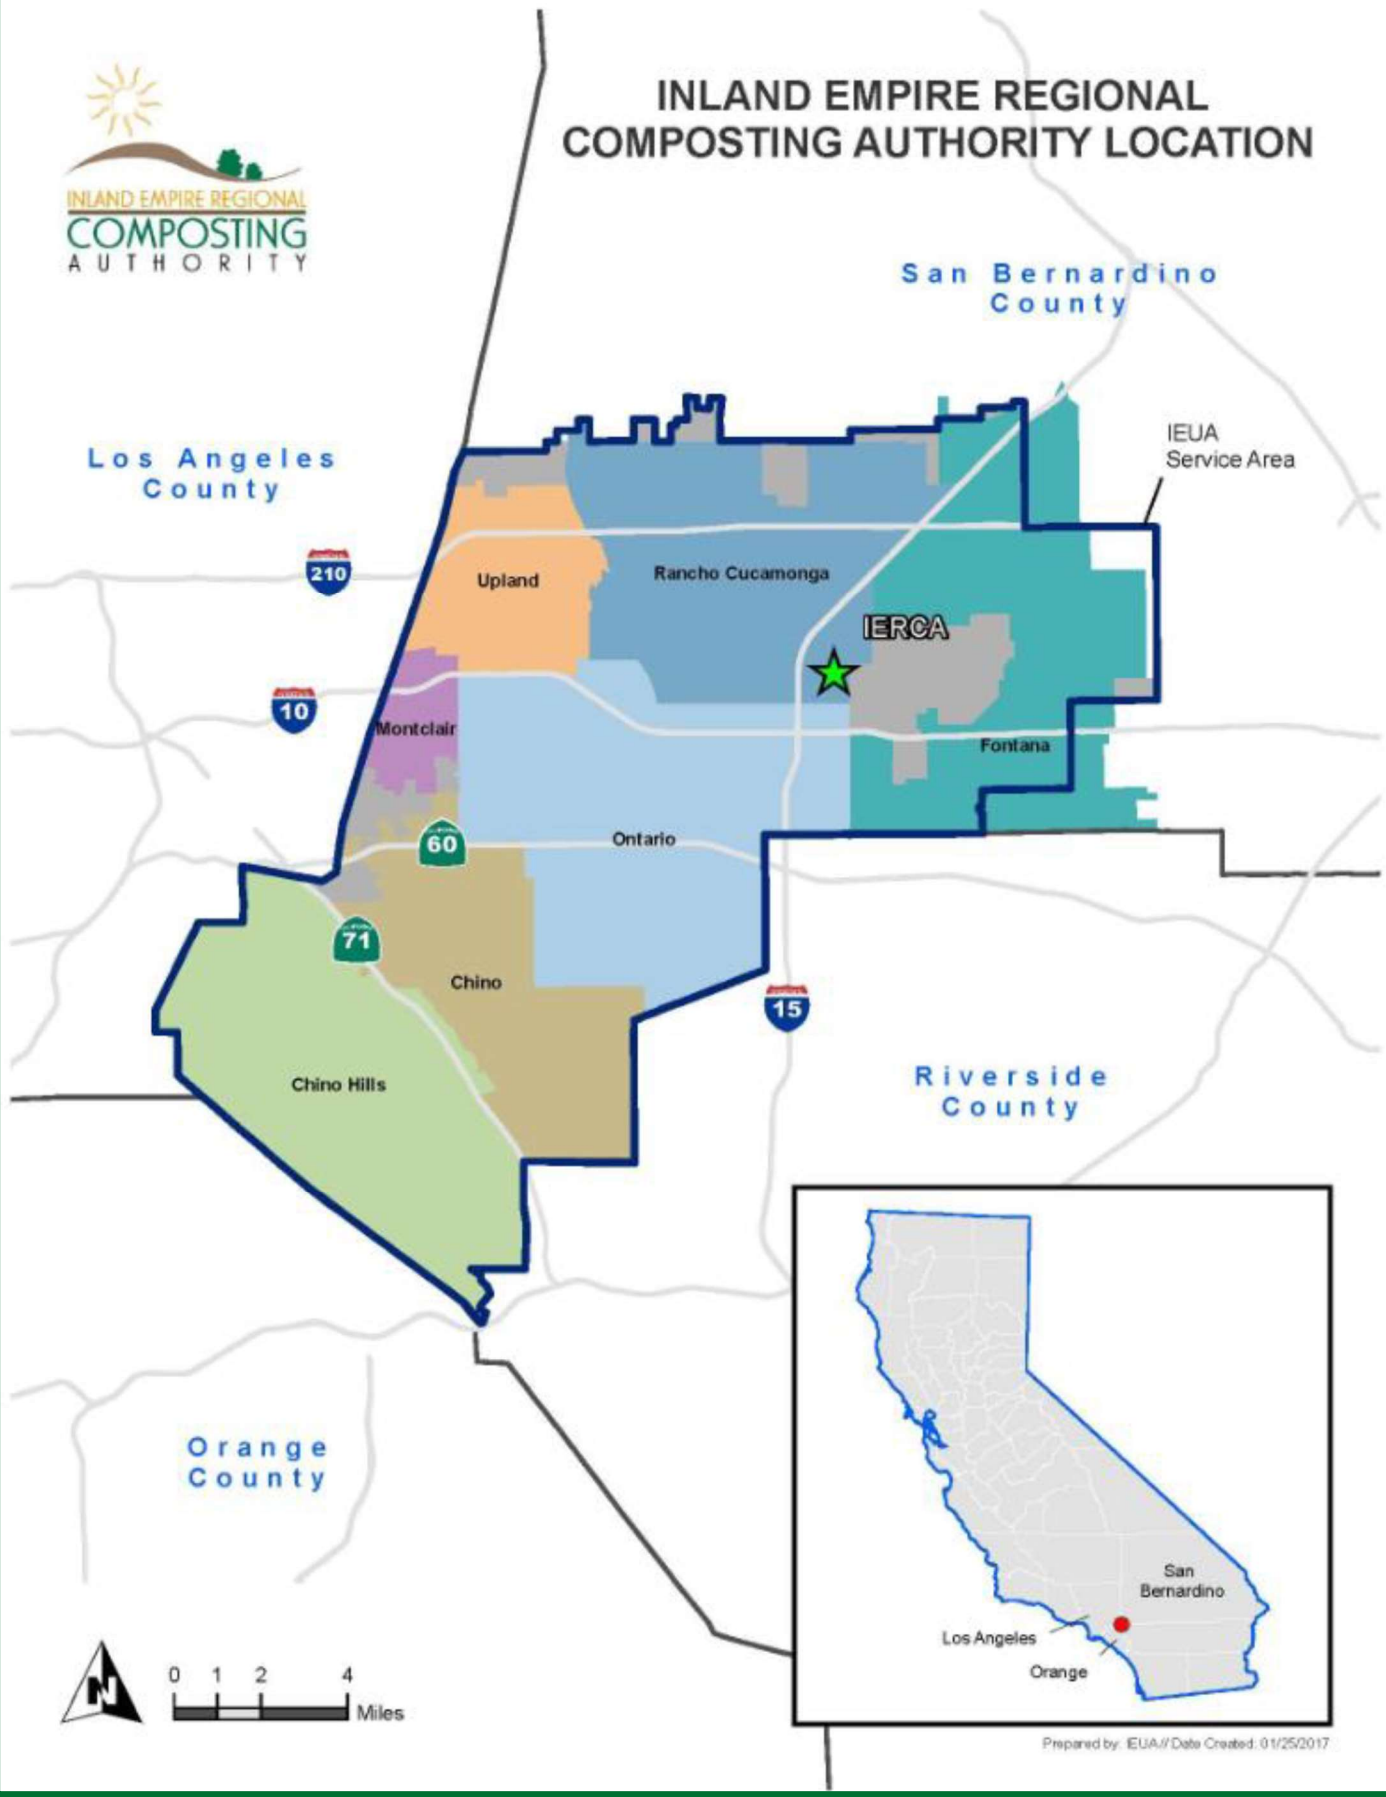 INLAND EMPIRE REGIONAL
COMPOSTING AUTHORITY LOCATION
INLAND EMPIRE REGIONAL
COMPOSTING
AUTHORITY
San Bernardino
County
Los Angeles
County
IEUA
Service Area
210
Upland
Rancho Cucamonga
IERCA
10
Montclair
Fontana
60
Ontario
71
Chino
15
Chino Hills
Riverside
County
Orange
County
San
Bernardino
Los Angeles
Orange
N
0 1 2 4
Miles
Prepared by: IEUA// Date Created: 01/25/2017